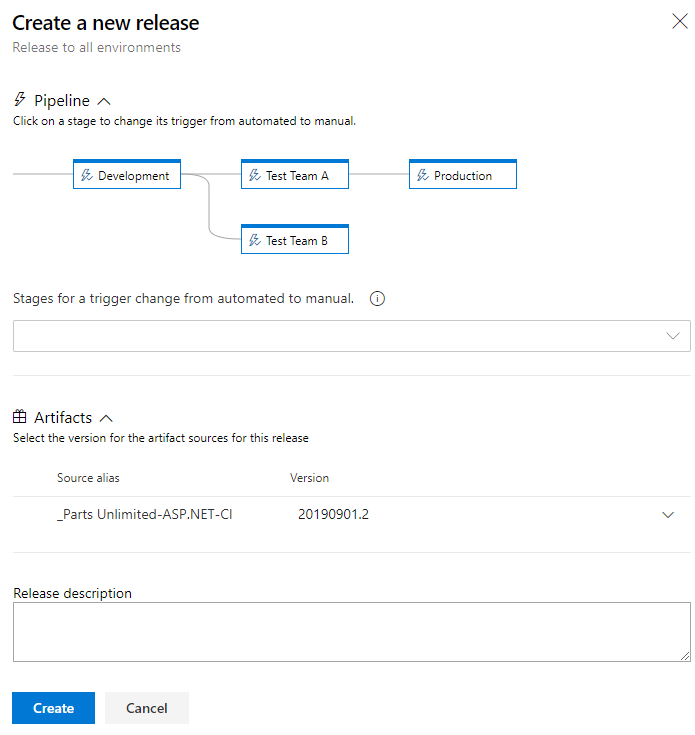 Create a new release
Release to all environments
Pipeline
Click on a stage to change its trigger from automated to manual.
Development
Test Team A
Production
Test Team B
Stages for a trigger change from automated to manual.
Artifacts
Select the version for the artifact sources for this release
Source alias Version
_Parts Unlimited-ASP.NET-CI 20190901.2
Release description
Create Cancel